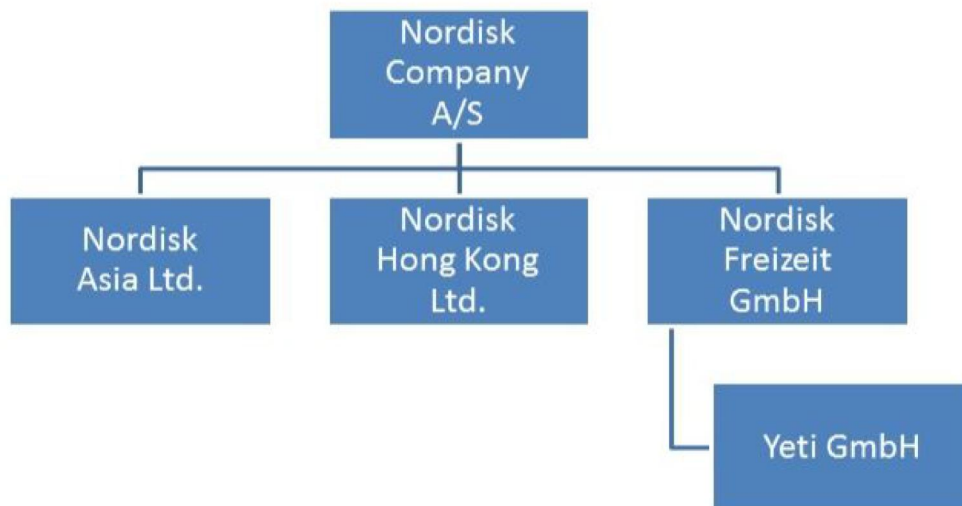 Nordisk
Company
A/S
Nordisk
Asia Ltd.
Nordisk
Hong Kong
Ltd.
Nordisk
Freizeit
GmbH
Yeti GmbH